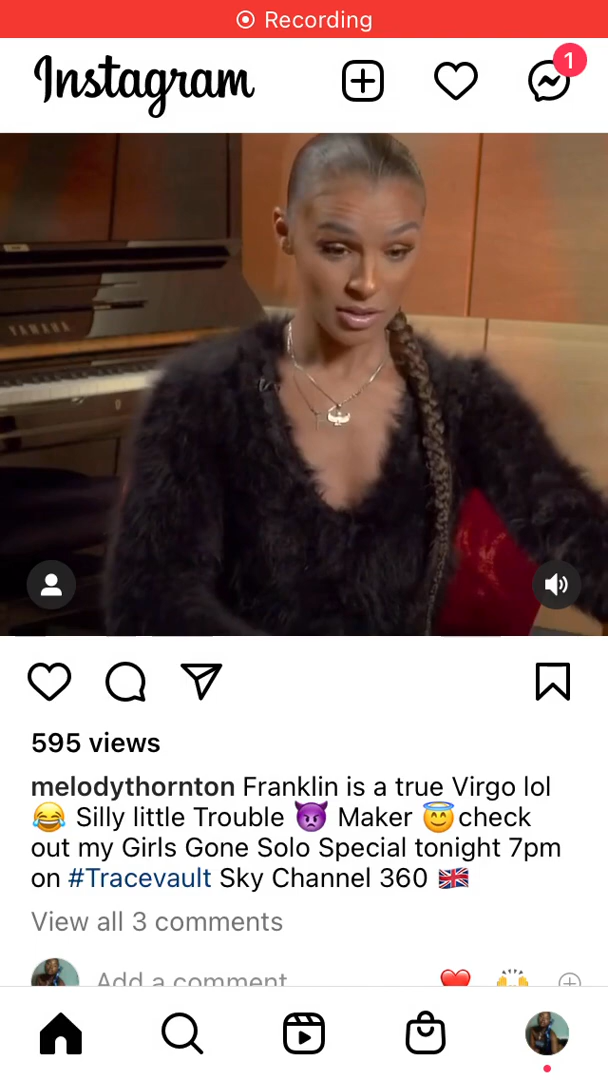 Recording
Instagram
1
YAMAHA
595 views
melodythornton Franklin is a true Virgo lol
😂 Silly little Trouble 👿 Maker 😇check
out my Girls Gone Solo Special tonight 7pm
on #Tracevault Sky Channel 360 🇬🇧
View all 3 comments
Add a comment